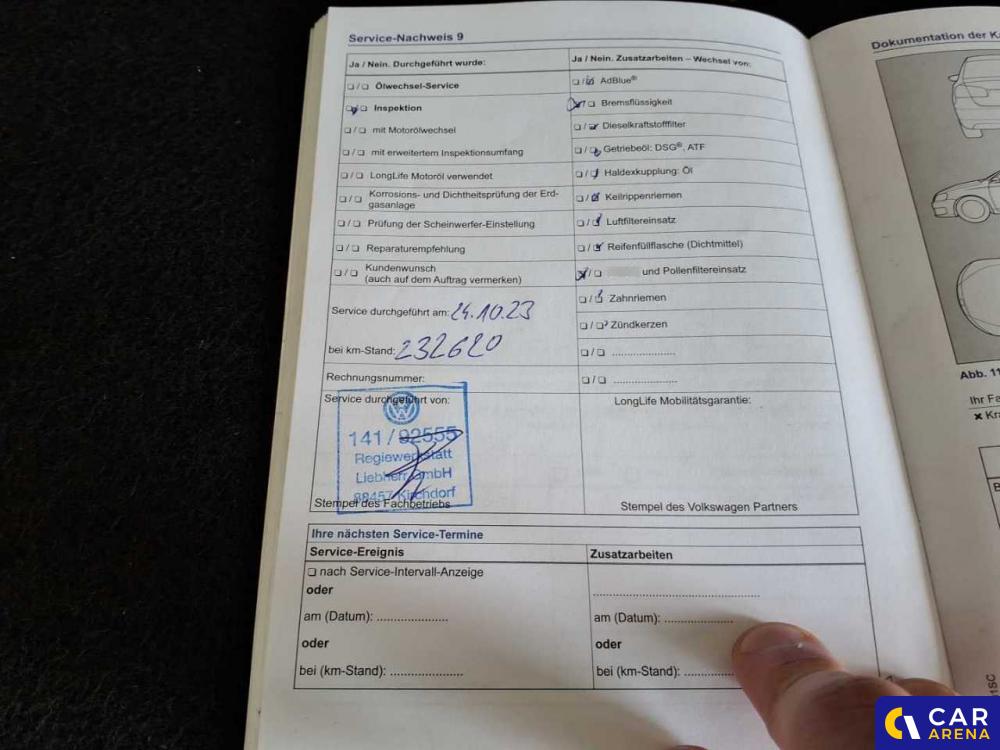 Service-Nachweis 9
Dokumentation der
Ja / Nein. Durchgeführt wurde:
❑/❑ Ölwechsel-Service
❑/❑ Inspektion
❑/❑ mit Motorölwechsel
❑/❑ mit erweitertem Inspektionsumfang
❑/❑ LongLife Motoröl verwendet
❑/❑ Korrosions- und Dichtheitsprüfung der Erd-
gasanlage
❑/❑ Prüfung der Scheinwerfer-Einstellung
❑/❑ Reparaturempfehlung
❑/❑ Kundenwunsch
(auch auf dem Auftrag vermerken)
Service durchgeführt am: 24.10.23
bei km-Stand: 232620
Rechnungsnummer:
Service durchgeführt von:
141/92555
Regiewerkstatt
Liebherr GmbH
88457 Kirchdorf
Stempel des Fachbetriebs
Ja / Nein. Zusatzarbeiten – Wechsel von:
❑/❑ AdBlue®
❑/❑ Bremsflüssigkeit
❑/❑ Dieselkraftstofffilter
❑/❑ Getriebeöl: DSG®, ATF
❑/❑ Haldexkupplung: Öl
❑/❑ Keilrippenriemen
❑/❑ Luftfiltereinsatz
❑/❑ Reifenfüllflasche (Dichtmittel)
❑/❑ und Pollenfiltereinsatz
❑/❑ Zahnriemen
❑/❑ Zündkerzen
❑/❑ ....................
❑/❑ ....................
LongLife Mobilitätsgarantie:
Stempel des Volkswagen Partners
Ihre nächsten Service-Termine
Service-Ereignis
❑ nach Service-Intervall-Anzeige
oder
am (Datum): ....................
oder
bei (km-Stand): ....................
Zusatzarbeiten
am (Datum): ....................
oder
bei (km-Stand): ....................
Abb. 11
Ihr
CAR
ARENA